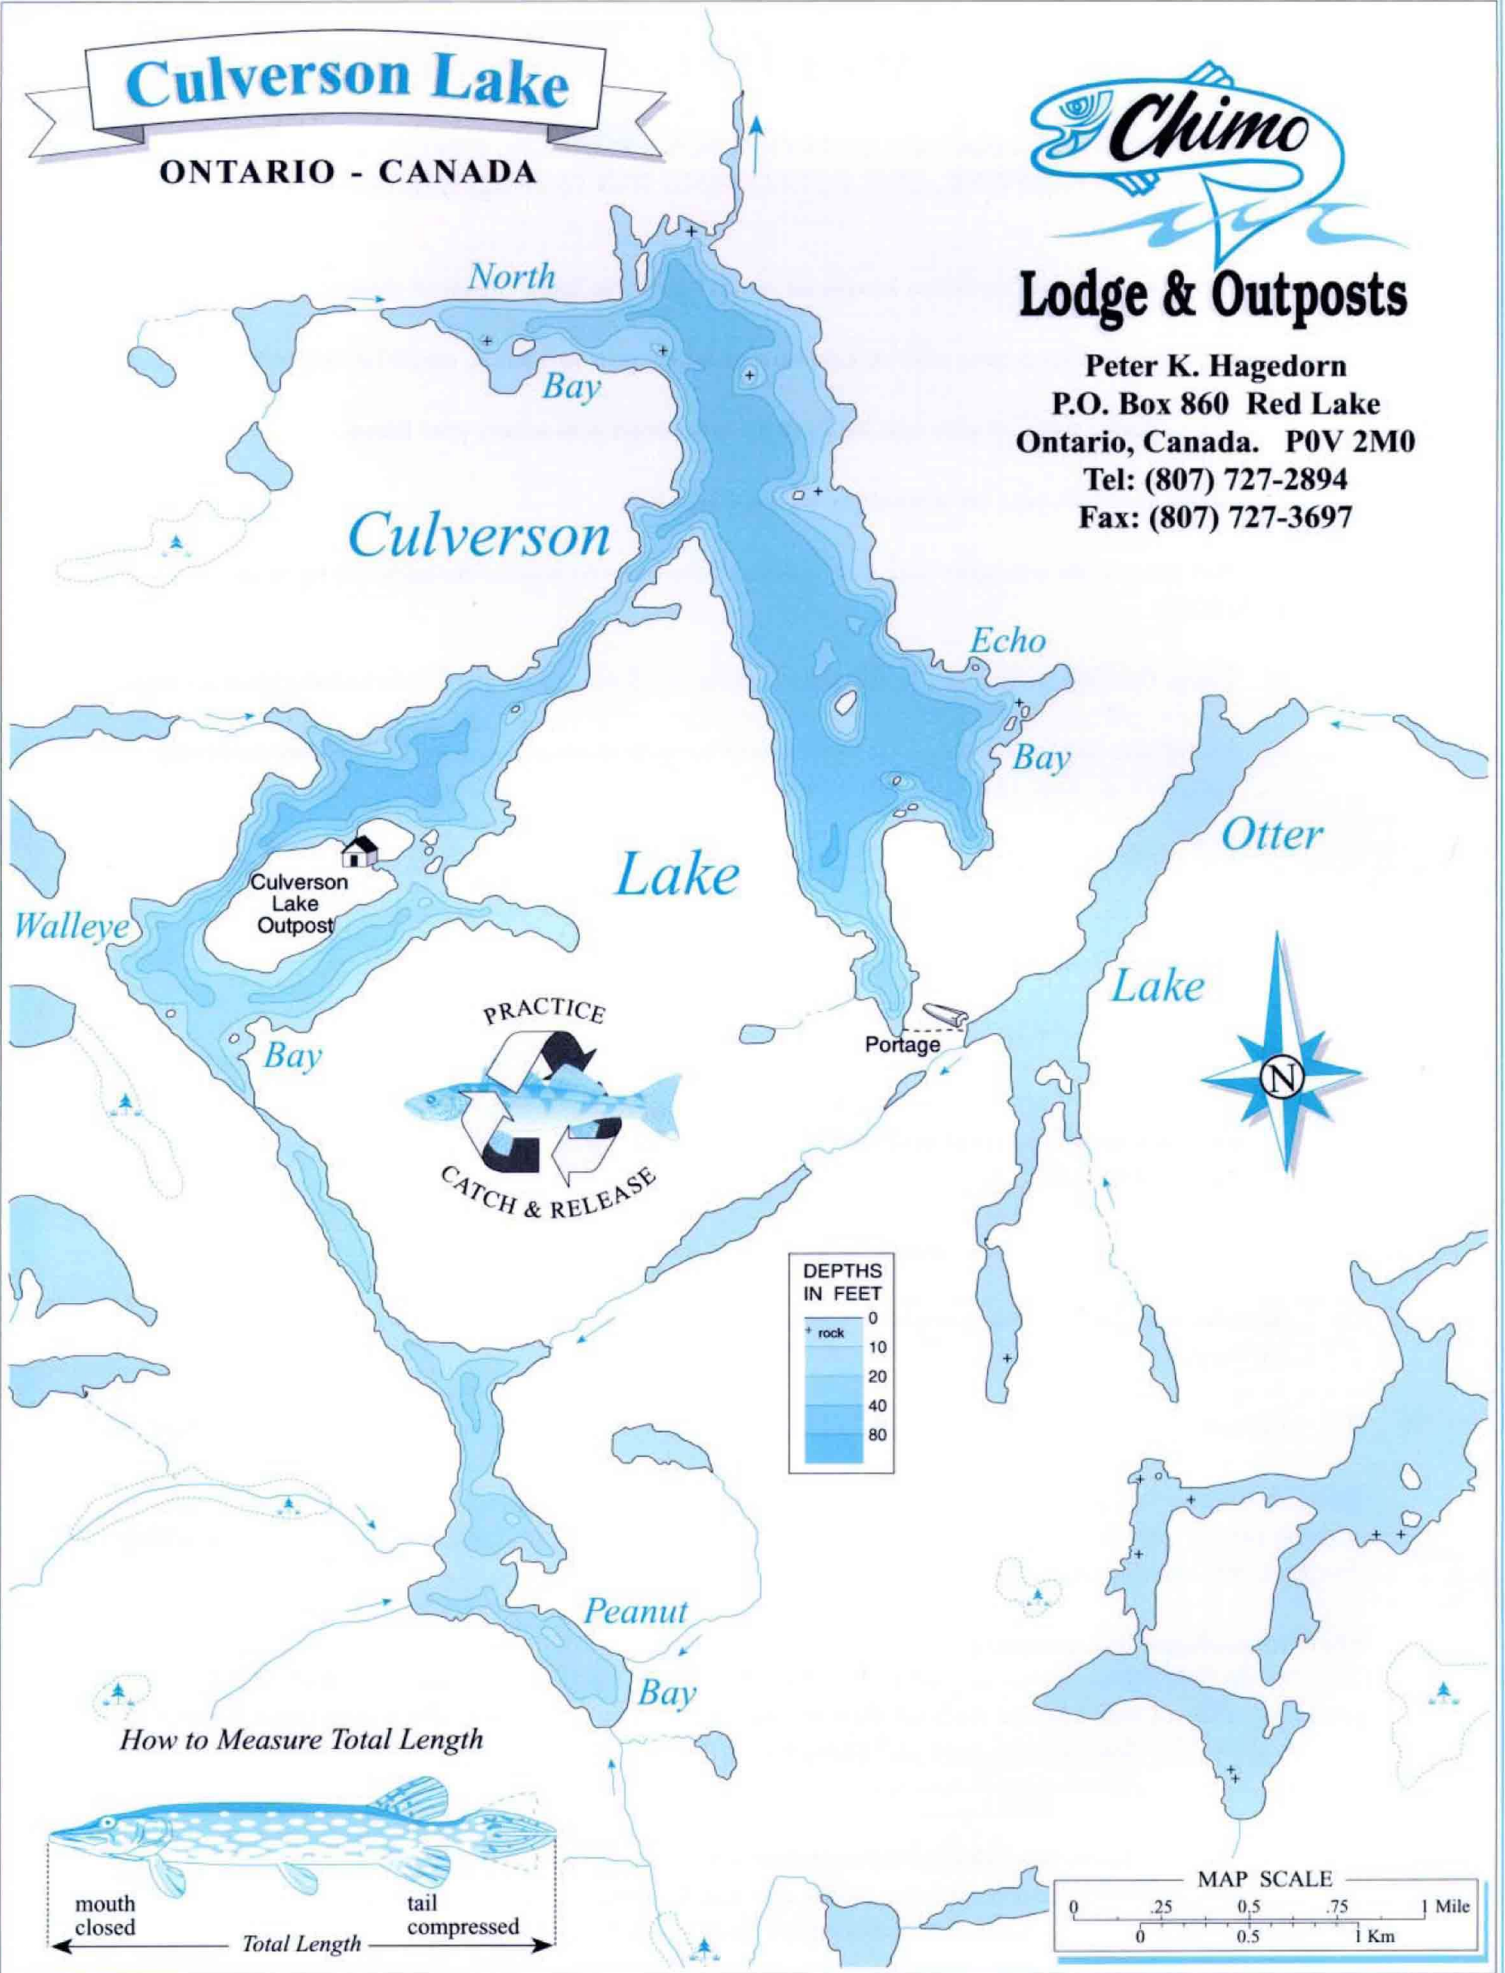 Culverson Lake
ONTARIO - CANADA
Chimo
Lodge & Outposts
Peter K. Hagedorn
P.O. Box 860 Red Lake
Ontario, Canada. P0V 2M0
Tel: (807) 727-2894
Fax: (807) 727-3697
North
Bay
Culverson
Lake
Echo
Bay
Otter
Lake
Culverson
Lake
Outpost
Walleye
Bay
Portage
N
PRACTICE
CATCH & RELEASE
DEPTHS
IN FEET
0
+ rock
10
20
40
80
Peanut
Bay
How to Measure Total Length
mouth
closed
tail
compressed
Total Length
MAP SCALE
0 .25 0.5 .75 1 Mile
0 0.5 1 Km